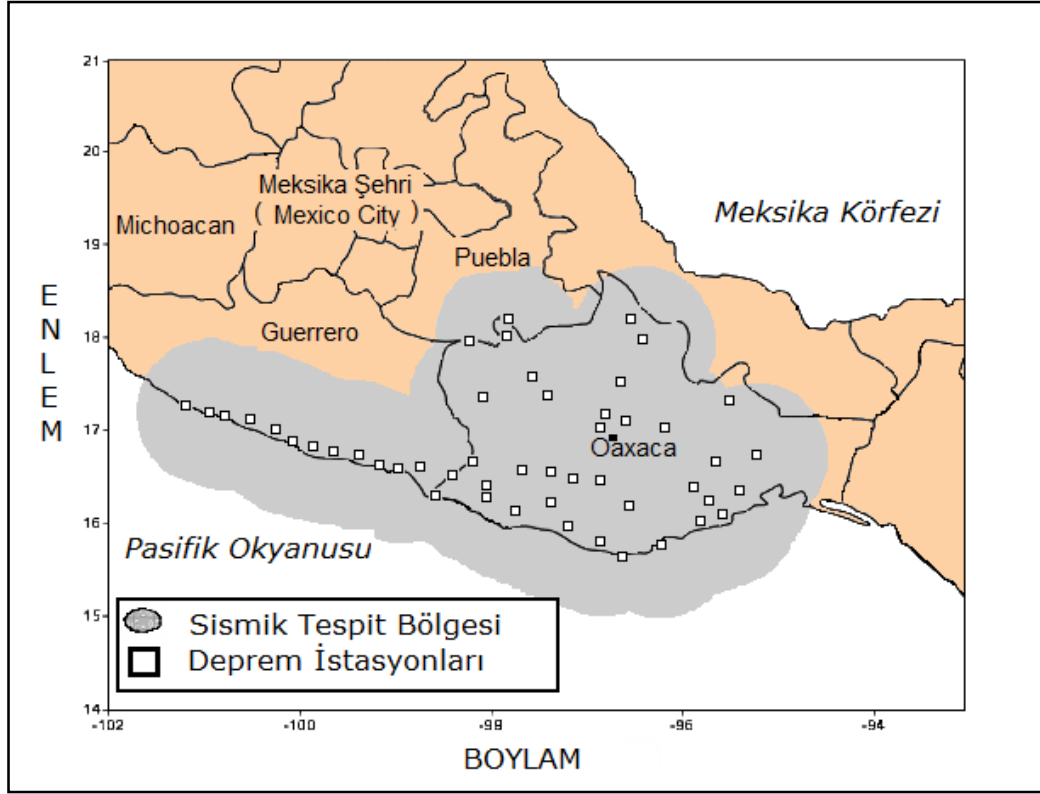 21
20
19
18
17
16
15
14
-102
-100
-98
-96
-94
E
N
L
E
M
BOYLAM
Meksika Şehri
( Mexico City )
Michoacan
Meksika Körfezi
Puebla
Guerrero
Oaxaca
Pasifik Okyanusu
Sismik Tespit Bölgesi
Deprem İstasyonları